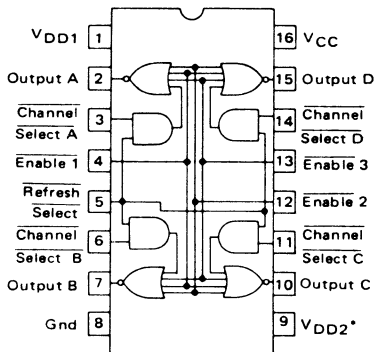 VDD1 1 16 VCC
Output A 2 15 Output D
Channel 3 14 Channel
Select A Select D
Enable 1 4 13 Enable 3
Refresh 5 12 Enable 2
Select
Channel 6 11 Channel
Select B Select C
Output B 7 10 Output C
Gnd 8 9 VDD2*